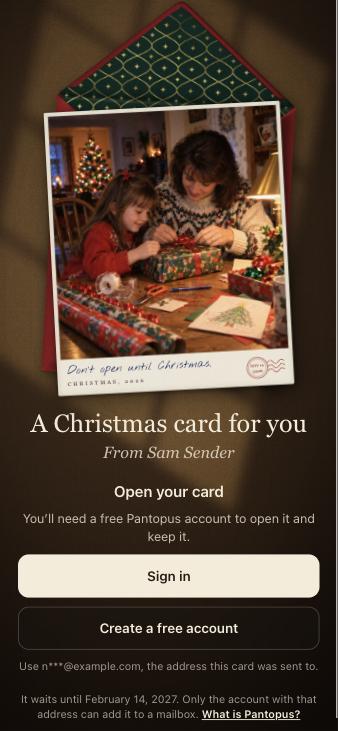 Don't open until Christmas.
CHRISTMAS, 2026
A Christmas card for you
From Sam Sender
Open your card
You'll need a free Pantopus account to open it and
keep it.
Sign in
Create a free account
Use n***@example.com, the address this card was sent to.
It waits until February 14, 2027. Only the account with that
address can add it to a mailbox. What is Pantopus?